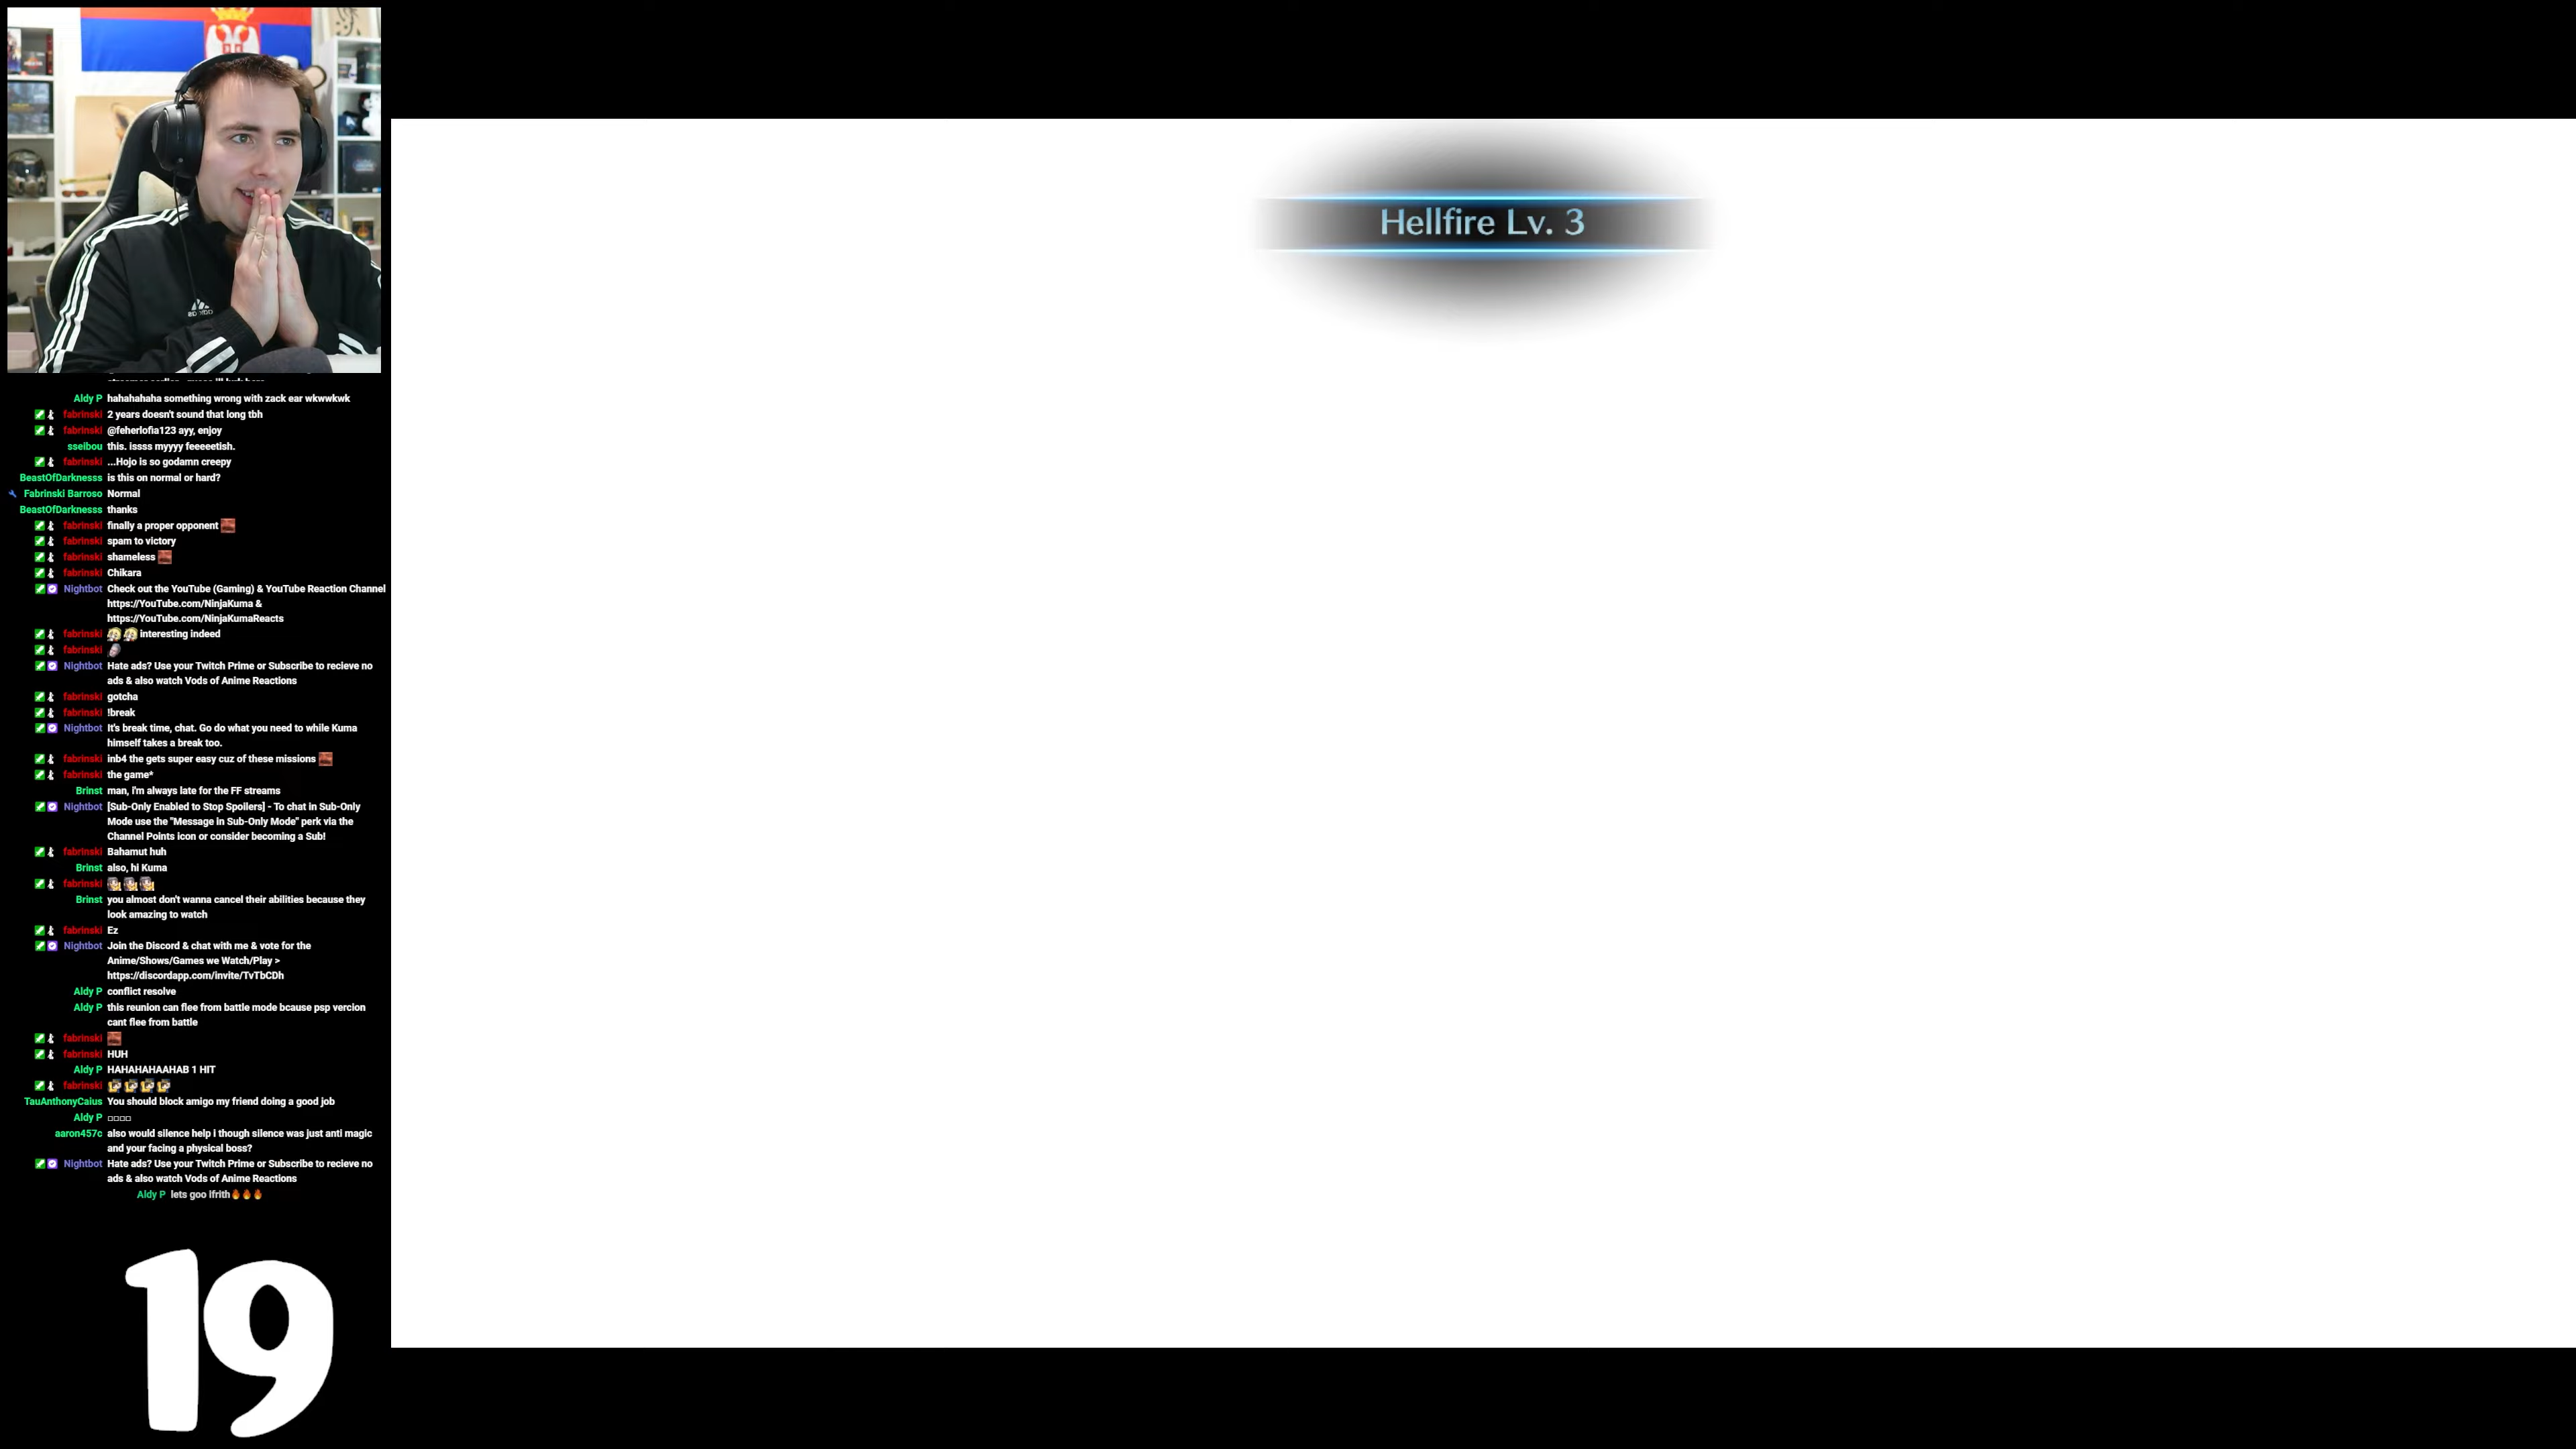 Hellfire Lv. 3
Aldy P hahahahaha something wrong with zack ear wkwwkwk
fabrinski 2 years doesn't sound that long tbh
fabrinski @feherlofia123 ayy, enjoy
sseibou this. issss myyyy feeeeetish.
fabrinski ...Hojo is so godamn creepy
BeastOfDarknesss is this on normal or hard?
Fabrinski Barroso Normal
BeastOfDarknesss thanks
fabrinski finally a proper opponent
fabrinski spam to victory
fabrinski shameless
fabrinski Chikara
Nightbot Check out the YouTube (Gaming) & YouTube Reaction Channel
https://YouTube.com/NinjaKuma &
https://YouTube.com/NinjaKumaReacts
fabrinski interesting indeed
fabrinski
Nightbot Hate ads? Use your Twitch Prime or Subscribe to recieve no
ads & also watch Vods of Anime Reactions
fabrinski gotcha
fabrinski !break
Nightbot It's break time, chat. Go do what you need to while Kuma
himself takes a break too.
fabrinski inb4 the gets super easy cuz of these missions
fabrinski the game*
Brinst man, I'm always late for the FF streams
Nightbot [Sub-Only Enabled to Stop Spoilers] - To chat in Sub-Only
Mode use the "Message in Sub-Only Mode" perk via the
Channel Points icon or consider becoming a Sub!
fabrinski Bahamut huh
Brinst also, hi Kuma
fabrinski
Brinst you almost don't wanna cancel their abilities because they
look amazing to watch
fabrinski Ez
Nightbot Join the Discord & chat with me & vote for the
Anime/Shows/Games we Watch/Play >
https://discordapp.com/invite/TvTbCDh
Aldy P conflict resolve
Aldy P this reunion can flee from battle mode bcause psp vercion
cant flee from battle
fabrinski
fabrinski HUH
Aldy P HAHAHAHAAHAB 1 HIT
fabrinski
TauAnthonyCaius You should block amigo my friend doing a good job
Aldy P
aaron457c also would silence help i though silence was just anti magic
and your facing a physical boss?
Nightbot Hate ads? Use your Twitch Prime or Subscribe to recieve no
ads & also watch Vods of Anime Reactions
Aldy P lets goo ifrith
19